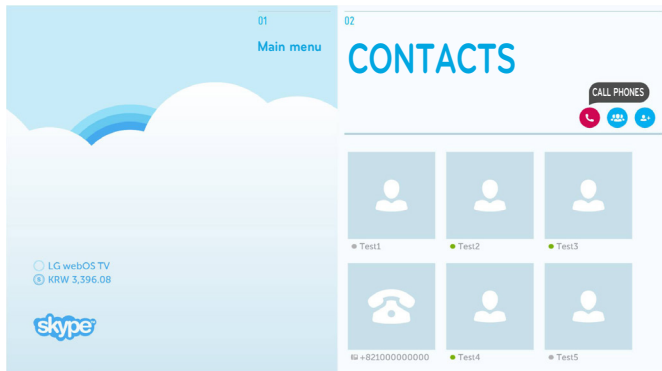 01
Main menu
LG webOS TV
$ KRW 3,396.08
skype
02
CONTACTS
CALL PHONES
Test1
Test2
Test3
+821000000000
Test4
Test5